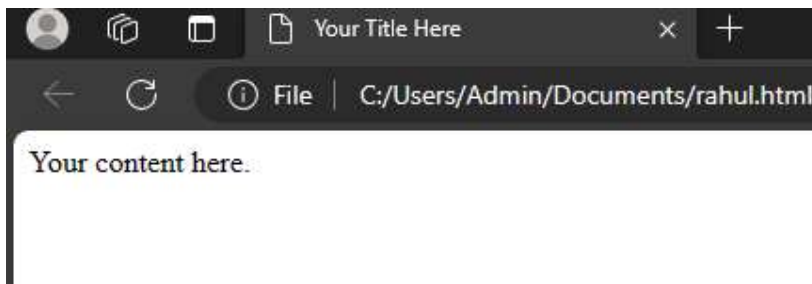 Your Title Here
File
C:/Users/Admin/Documents/rahul.html
Your content here.